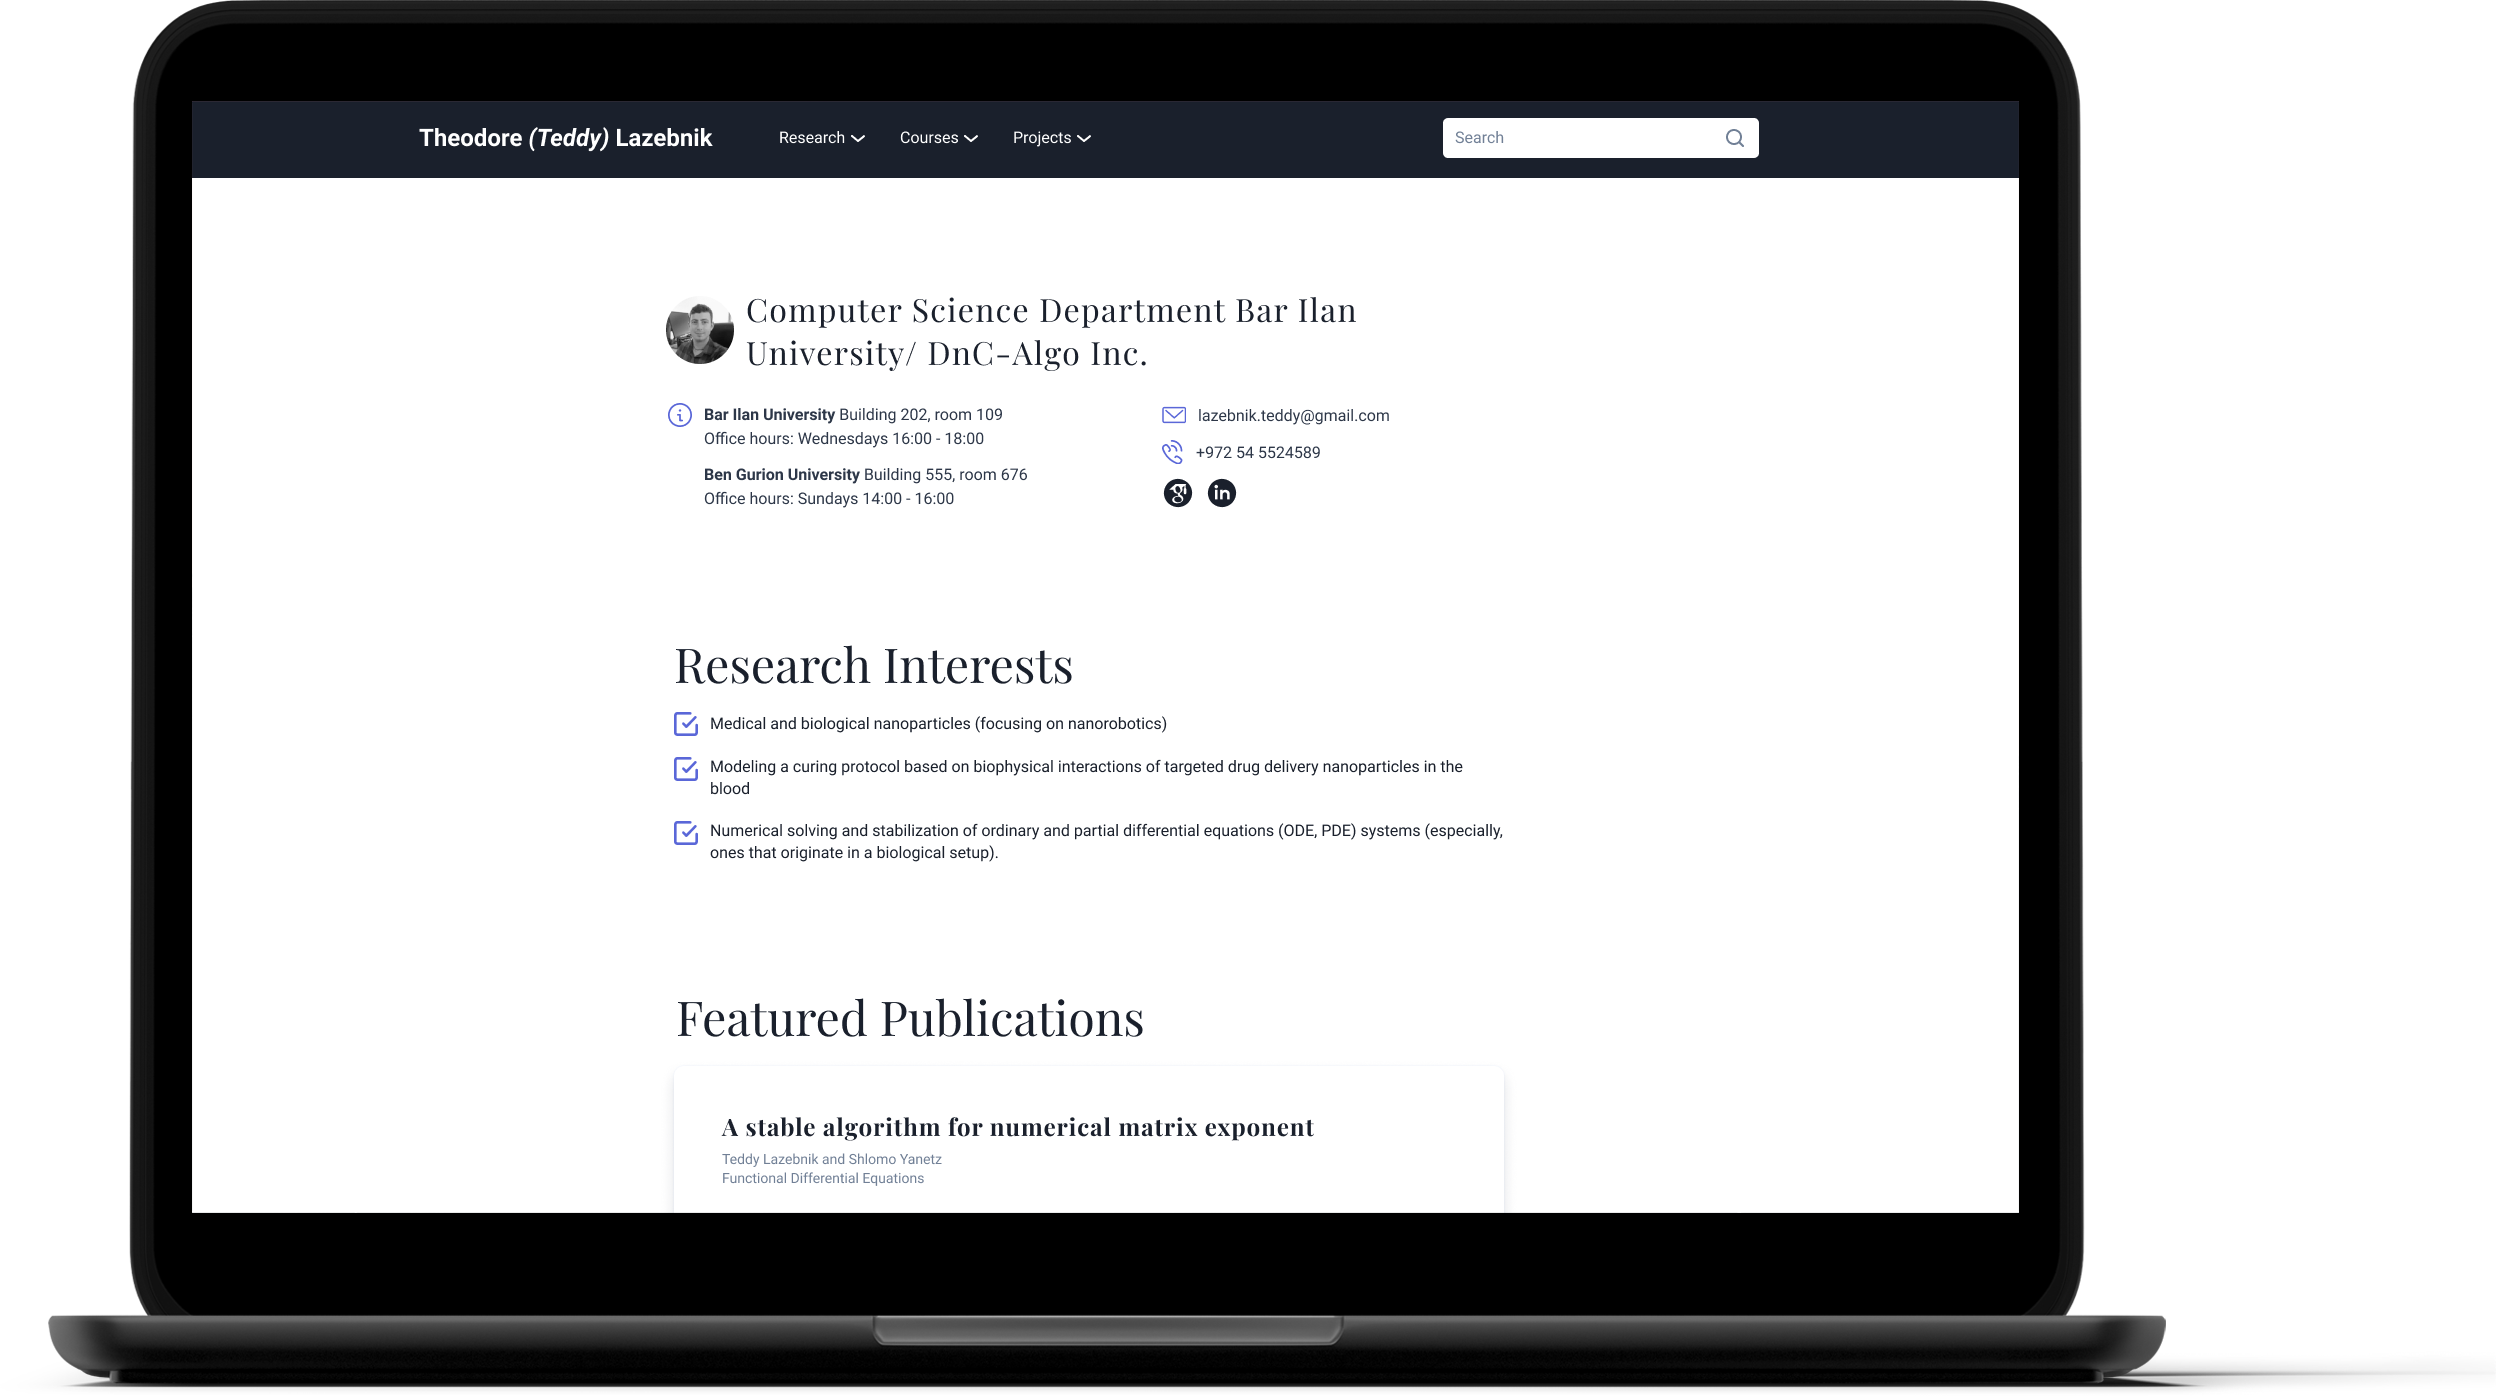 Theodore (Teddy) Lazebnik
Research
Courses
Projects
Search
Computer Science Department Bar Ilan
University/ DnC-Algo Inc.
Bar Ilan University Building 202, room 109
Office hours: Wednesdays 16:00 - 18:00
Ben Gurion University Building 555, room 676
Office hours: Sundays 14:00 - 16:00
lazebnik.teddy@gmail.com
+972 54 5524589
in
Research Interests
Medical and biological nanoparticles (focusing on nanorobotics)
Modeling a curing protocol based on biophysical interactions of targeted drug delivery nanoparticles in the
blood
Numerical solving and stabilization of ordinary and partial differential equations (ODE, PDE) systems (especially,
ones that originate in a biological setup).
Featured Publications
A stable algorithm for numerical matrix exponent
Teddy Lazebnik and Shlomo Yanetz
Functional Differential Equations